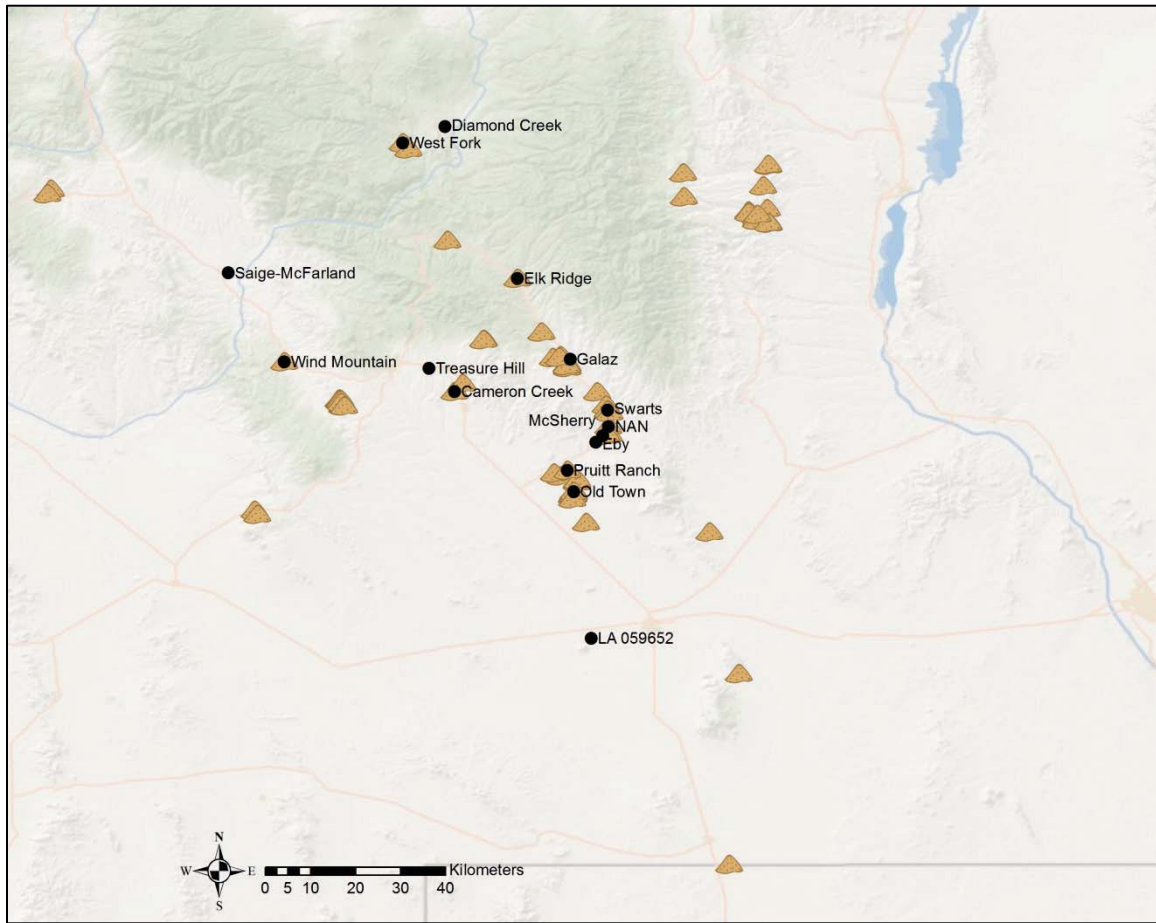 Diamond Creek
West Fork
Saige-McFarland
Elk Ridge
Wind Mountain
Treasure Hill
Galaz
Cameron Creek
Swarts
McSherry
NAN
Eby
Pruitt Ranch
Old Town
LA 059652
N
W E
S
Kilometers
0 5 10 20 30 40